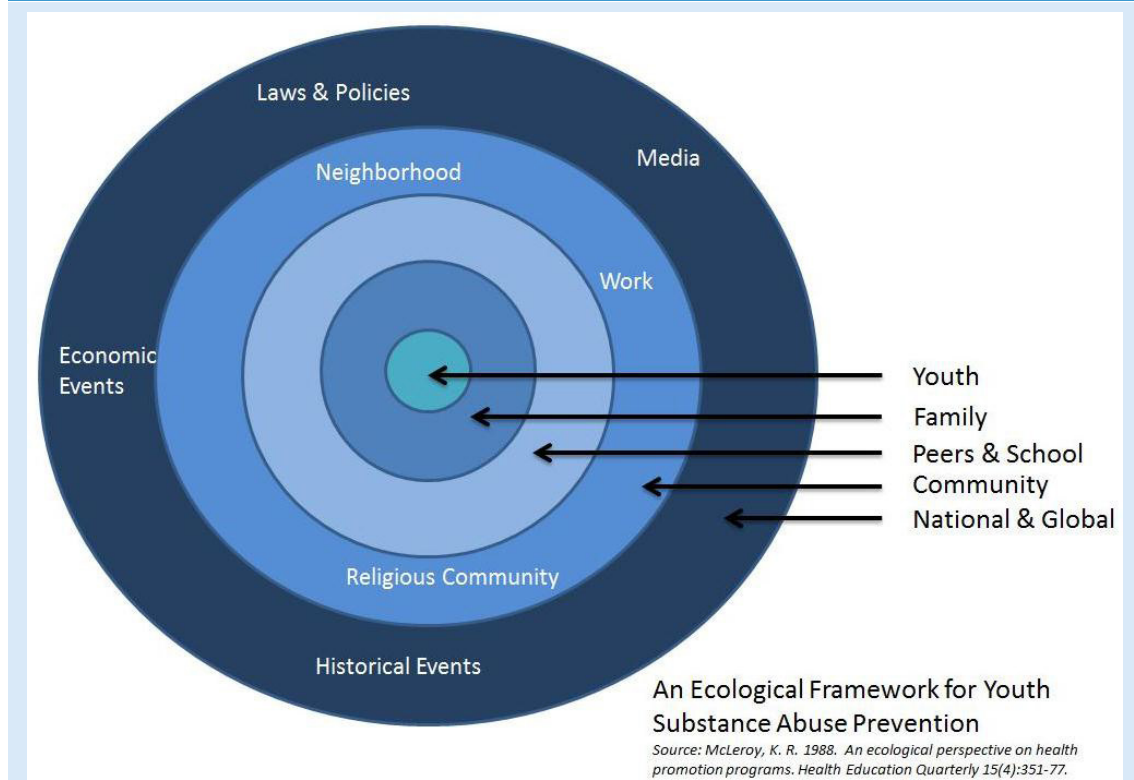 Laws & Policies
Media
Neighborhood
Work
Economic
Events
Youth
Family
Peers & School
Community
National & Global
Religious Community
Historical Events
An Ecological Framework for Youth
Substance Abuse Prevention
Source: McLeroy, K. R. 1988. An ecological perspective on health
promotion programs. Health Education Quarterly 15(4):351-77.